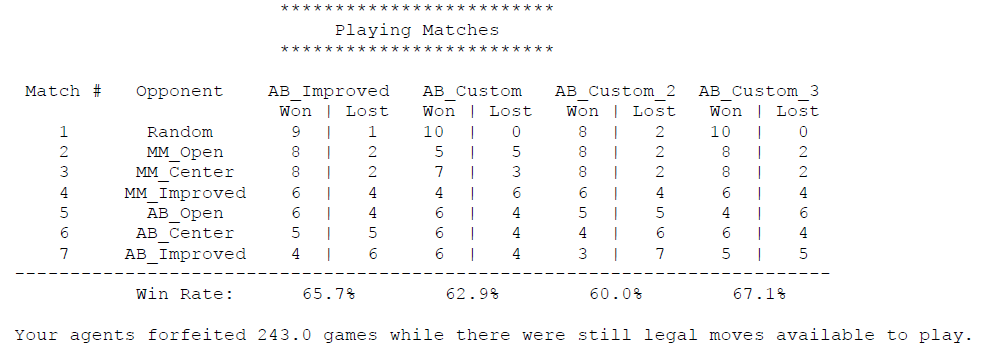 *************************
Playing Matches
*************************
Match # Opponent AB_Improved AB_Custom AB_Custom_2 AB_Custom_3
Won | Lost Won | Lost Won | Lost Won | Lost
1 Random 9 | 1 10 | 0 8 | 2 10 | 0
2 MM_Open 8 | 2 5 | 5 8 | 2 8 | 2
3 MM_Center 8 | 2 7 | 3 8 | 2 8 | 2
4 MM_Improved 6 | 4 4 | 6 6 | 4 6 | 4
5 AB_Open 6 | 4 6 | 4 5 | 5 4 | 6
6 AB_Center 5 | 5 6 | 4 4 | 6 6 | 4
7 AB_Improved 4 | 6 6 | 4 3 | 7 5 | 5
--------------------------------------------------------------------------
Win Rate: 65.7% 62.9% 60.0% 67.1%
Your agents forfeited 243.0 games while there were still legal moves available to play.